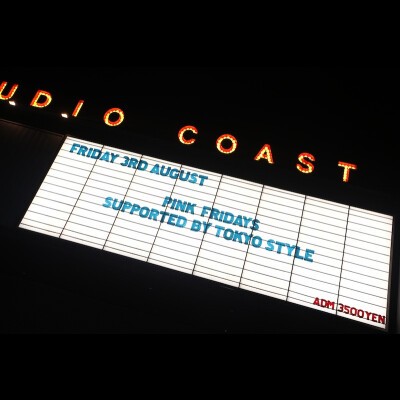 UDIO COAST
FRIDAY 3RD AUGUST
PINK FRIDAYS
SUPPORTED BY TOKYO STYLE
ADM.3500YEN